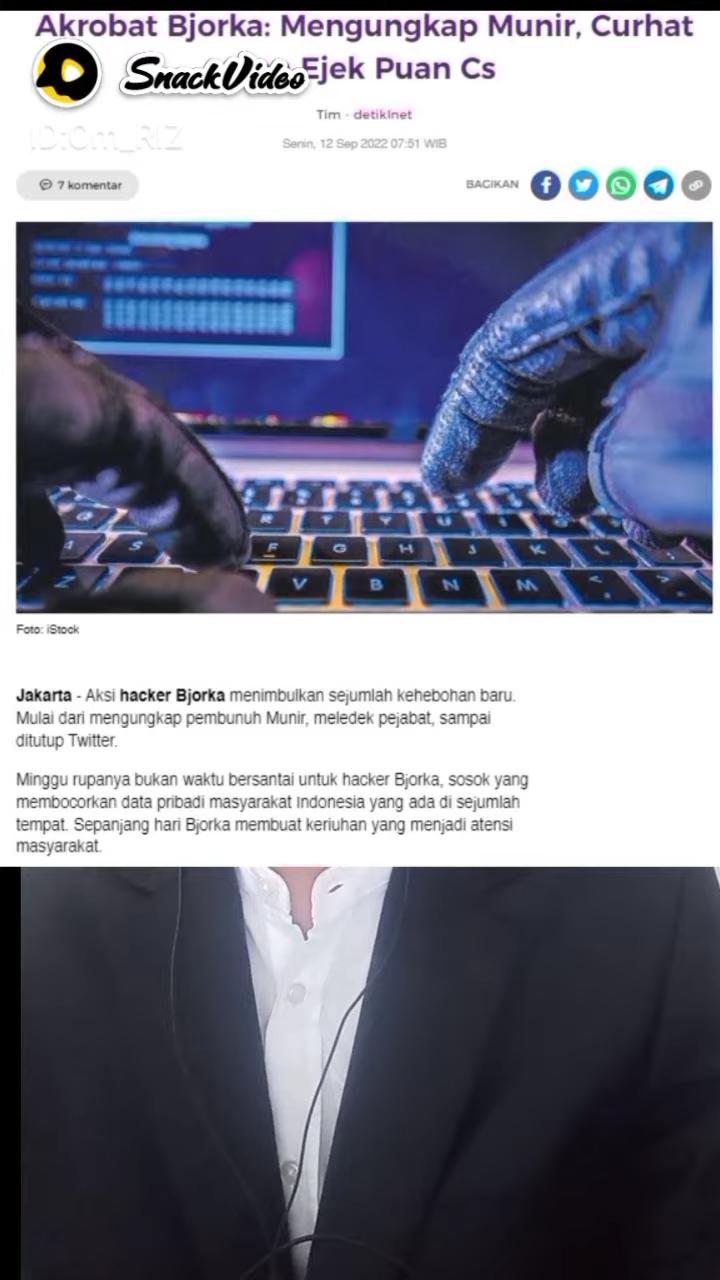 Akrobat Bjorka: Mengungkap Munir, Curhat
SnackVideo
Ejek Puan Cs
Tim - detikInet
ID:Om_RIZ
Senin, 12 Sep 2022 07:51 WIB
7 komentar
BAGIKAN
Q R T Y U
A S F G H J K L
Z V B N M < >
Foto: iStock
Jakarta - Aksi hacker Bjorka menimbulkan sejumlah kehebohan baru.
Mulai dari mengungkap pembunuh Munir, meledek pejabat, sampai
ditutup Twitter.
Minggu rupanya bukan waktu bersantai untuk hacker Bjorka, sosok yang
membocorkan data pribadi masyarakat Indonesia yang ada di sejumlah
tempat. Sepanjang hari Bjorka membuat keriuhan yang menjadi atensi
masyarakat.